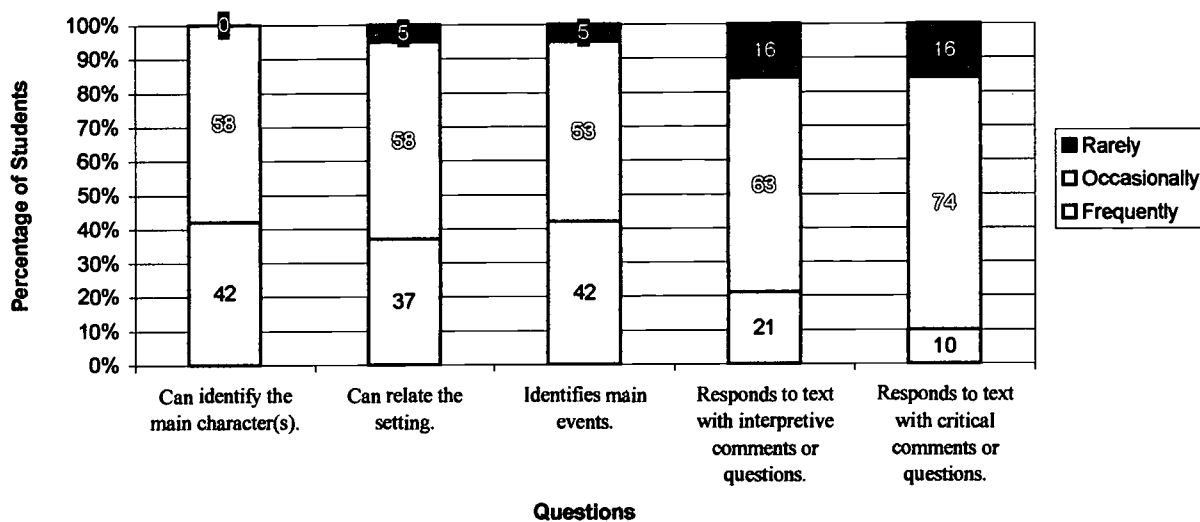 Percentage of Students
100%
90%
80%
70%
60%
50%
40%
30%
20%
10%
0%
0
58
42
5
58
37
5
53
42
16
63
21
16
74
10
Rarely
Occasionally
Frequently
Can identify the
main character(s).
Can relate the
setting.
Identifies main
events.
Responds to text
with interpretive
comments or
questions.
Responds to text
with critical
comments or
questions.
Questions